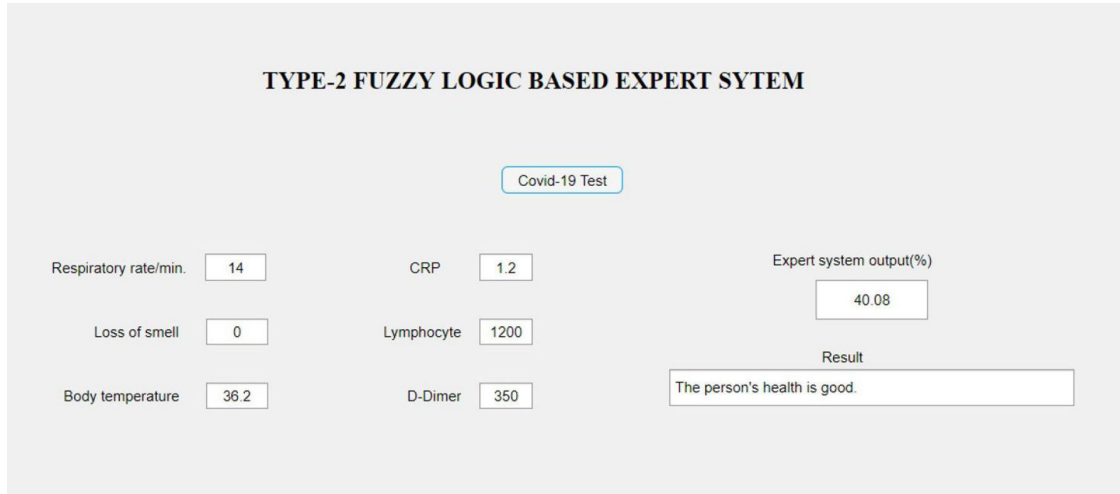 TYPE-2 FUZZY LOGIC BASED EXPERT SYTEM
Covid-19 Test
Respiratory rate/min. 14
CRP 1.2
Expert system output(%)
40.08
Loss of smell 0
Lymphocyte 1200
Result
The person's health is good.
Body temperature 36.2
D-Dimer 350